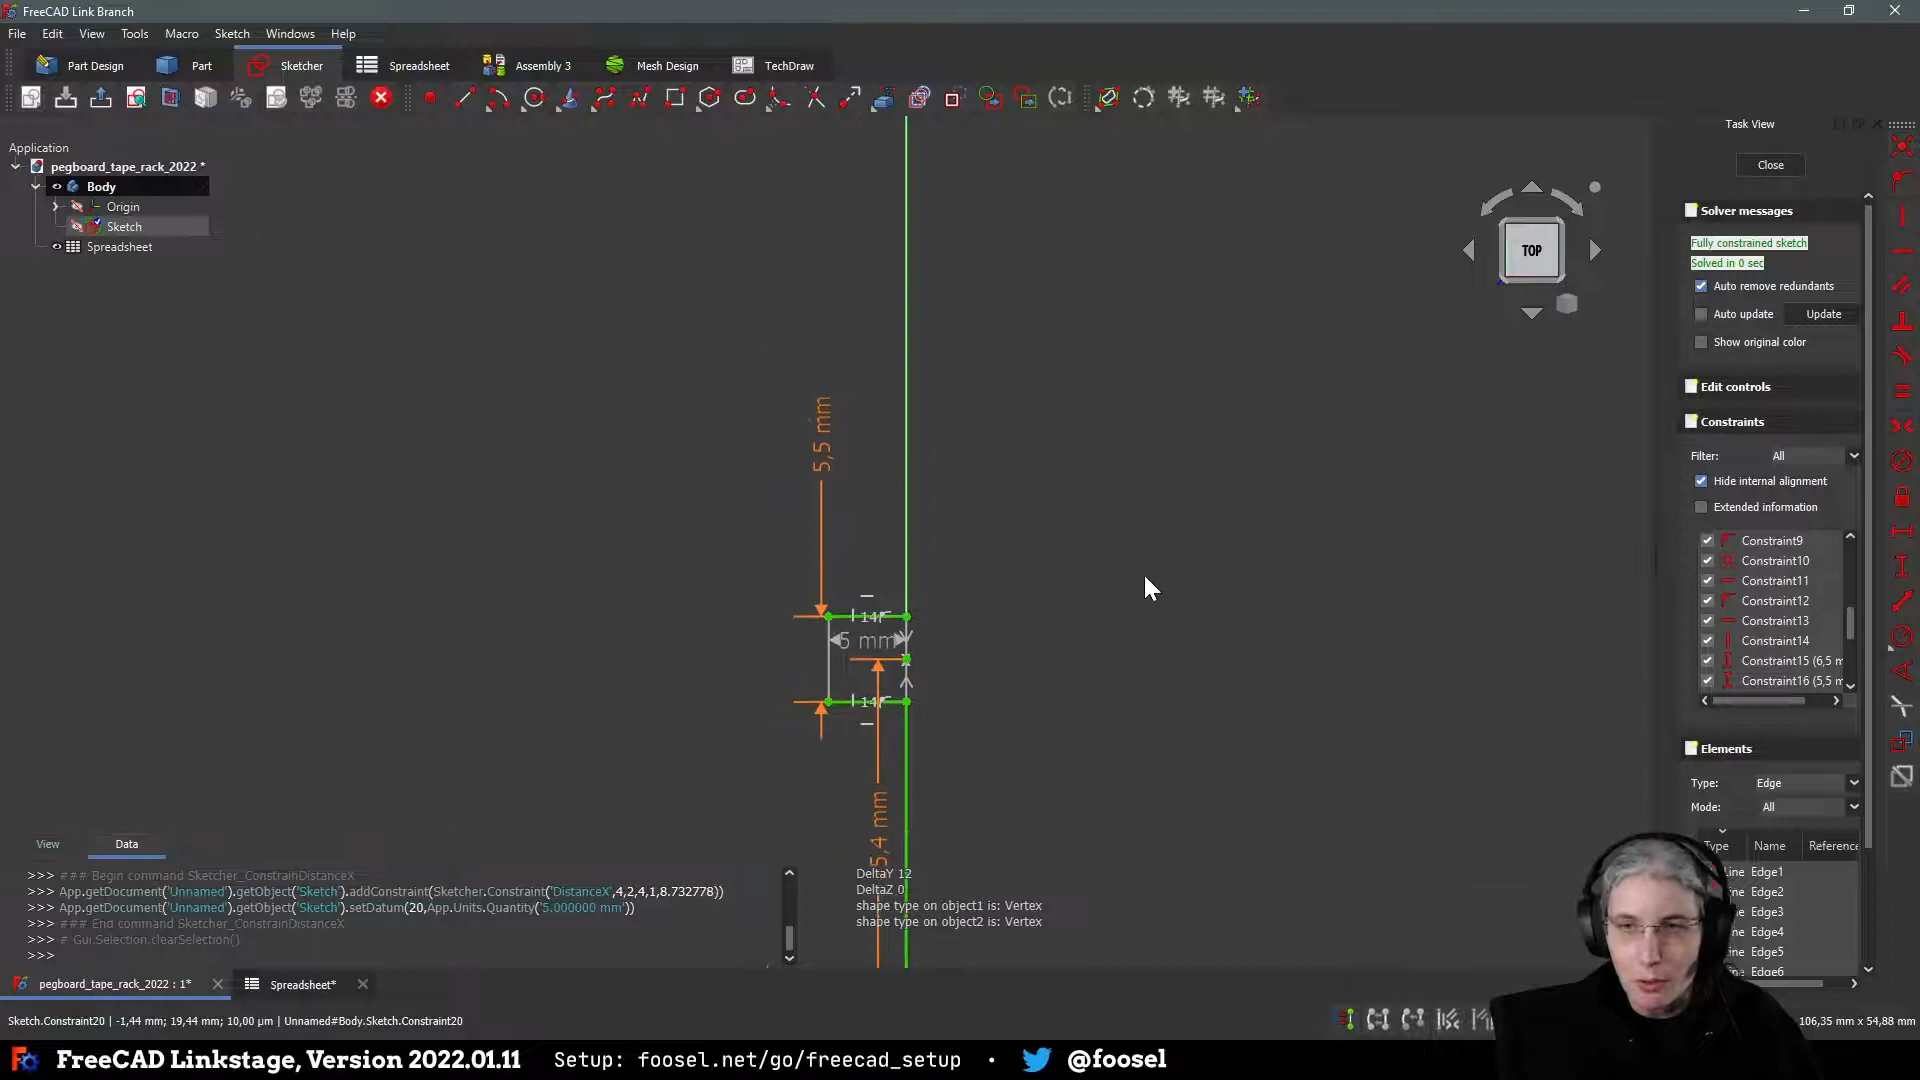 FreeCAD Link Branch
File Edit View Tools Macro Sketch Windows Help
Part Design Part Sketcher Spreadsheet Assembly 3 Mesh Design TechDraw
Task View
Application
pegboard_tape_rack_2022 *
Close
Body
Origin
Sketch
Spreadsheet
TOP
Solver messages
Fully constrained sketch
Solved in 0 sec
Auto remove redundants
Auto update Update
Show original color
Edit controls
Constraints
Filter: All
Hide internal alignment
Extended information
Constraint9
Constraint10
Constraint11
Constraint12
Constraint13
Constraint14
Constraint15 (6,5 m
Constraint16 (5,5 m
5,5 mm
14
5 mm
14
5,4 mm
Elements
Type: Edge
Mode: All
Type Name Reference
Line Edge1
Edge2
Edge3
Edge4
Edge5
Edge6
View Data
>>> ### Begin command Sketcher_ConstrainDistanceX
>>> App.getDocument('Unnamed').getObject('Sketch').addConstraint(Sketcher.Constraint('DistanceX',4,2,4,1,8.732778))
>>> App.getDocument('Unnamed').getObject('Sketch').setDatum(20,App.Units.Quantity('5.000000 mm'))
>>> ### End command Sketcher_ConstrainDistanceX
>>> # Gui.Selection.clearSelection()
>>>
DeltaY 12
DeltaZ 0
shape type on object1 is: Vertex
shape type on object2 is: Vertex
pegboard_tape_rack_2022 : 1* Spreadsheet*
Sketch.Constraint20 | -1,44 mm; 19,44 mm; 10,00 µm | Unnamed#Body.Sketch.Constraint20
106,35 mm x 54,88 mm
FreeCAD Linkstage, Version 2022.01.11 Setup: foosel.net/go/freecad_setup · @foosel